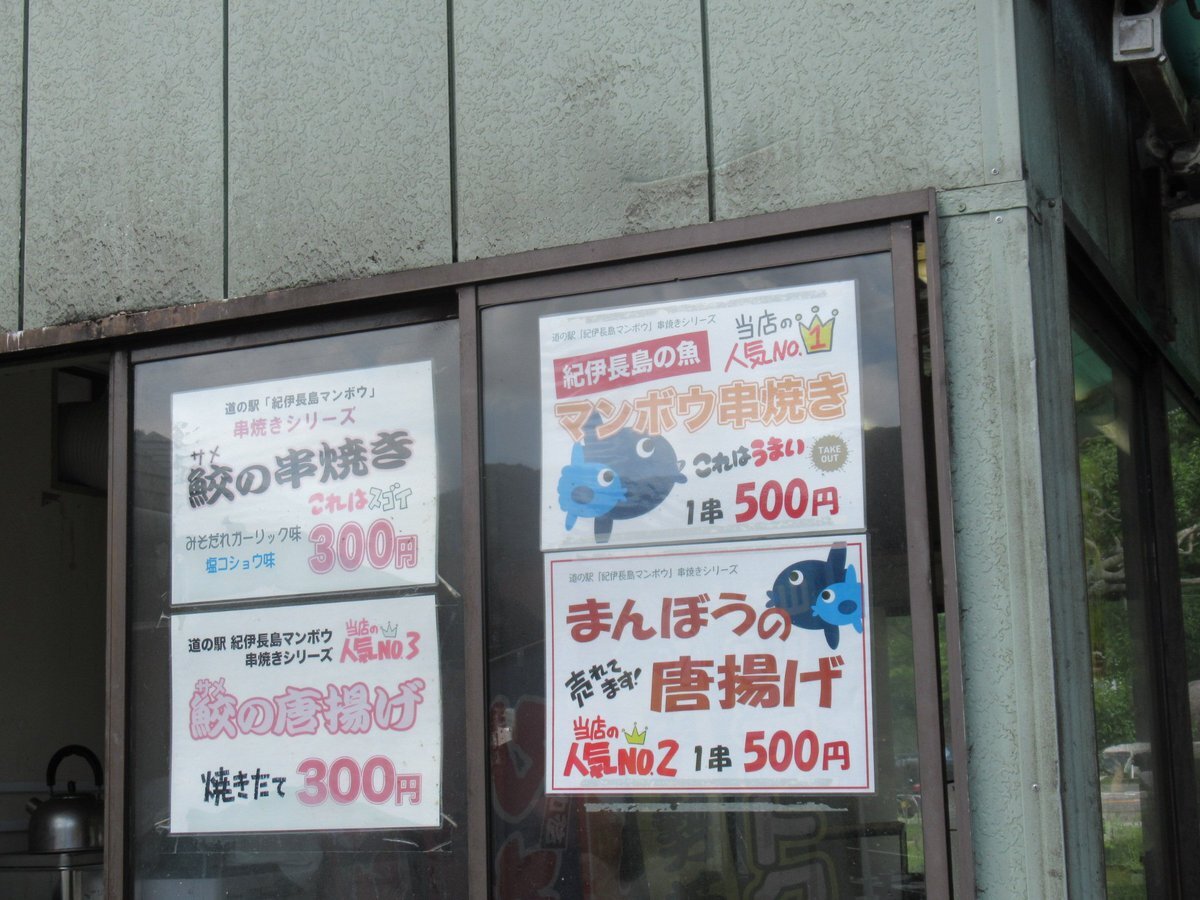 道の駅「紀伊長島マンボウ」
串焼きシリーズ
サメ
鮫の串焼き
これはスゴイ
みそだれガーリック味
塩コショウ味
300円
道の駅 紀伊長島マンボウ
串焼きシリーズ
当店の
人気NO.3
サメ
鮫の唐揚げ
焼きたて 300円
道の駅「紀伊長島マンボウ」串焼きシリーズ
当店の
人気NO.1
紀伊長島の魚
マンボウ串焼き
これはうまい
TAKE
OUT
1串 500円
道の駅「紀伊長島マンボウ」串焼きシリーズ
まんぼうの
売れて
ます!
唐揚げ
当店の
人気NO.2
1串 500円